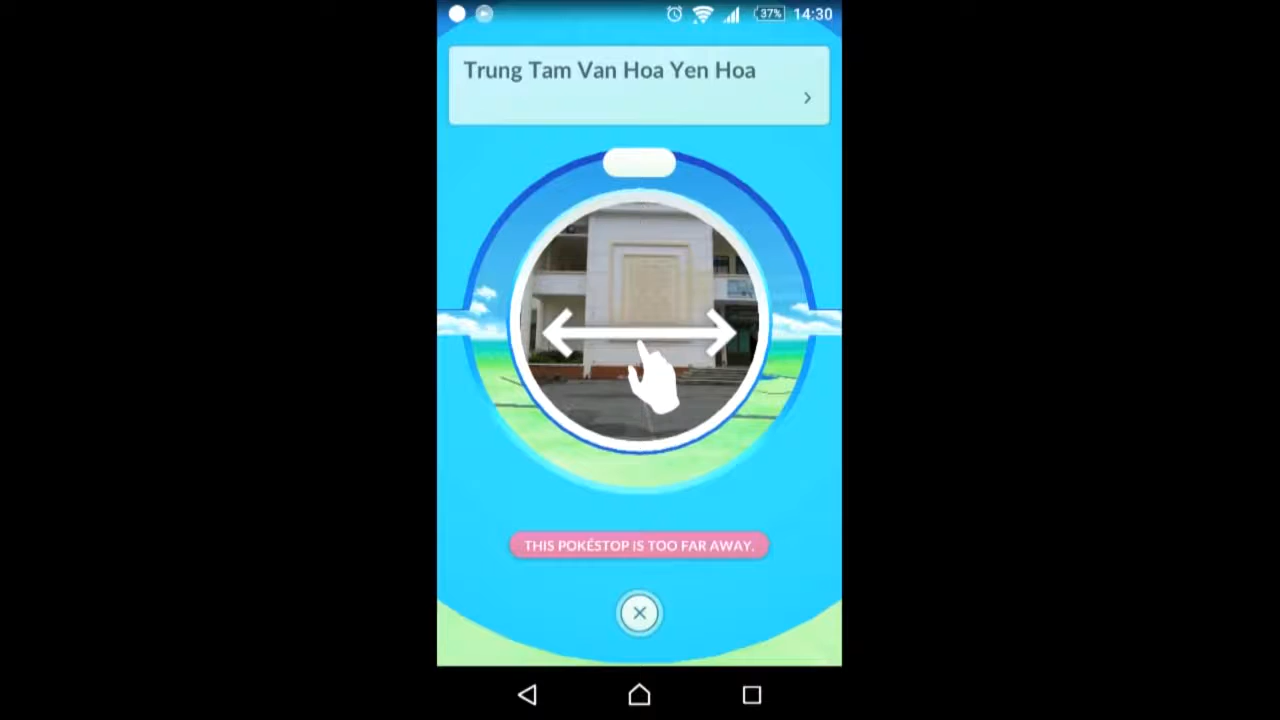 37% 14:30
Trung Tam Van Hoa Yen Hoa
THIS POKÉSTOP IS TOO FAR AWAY.